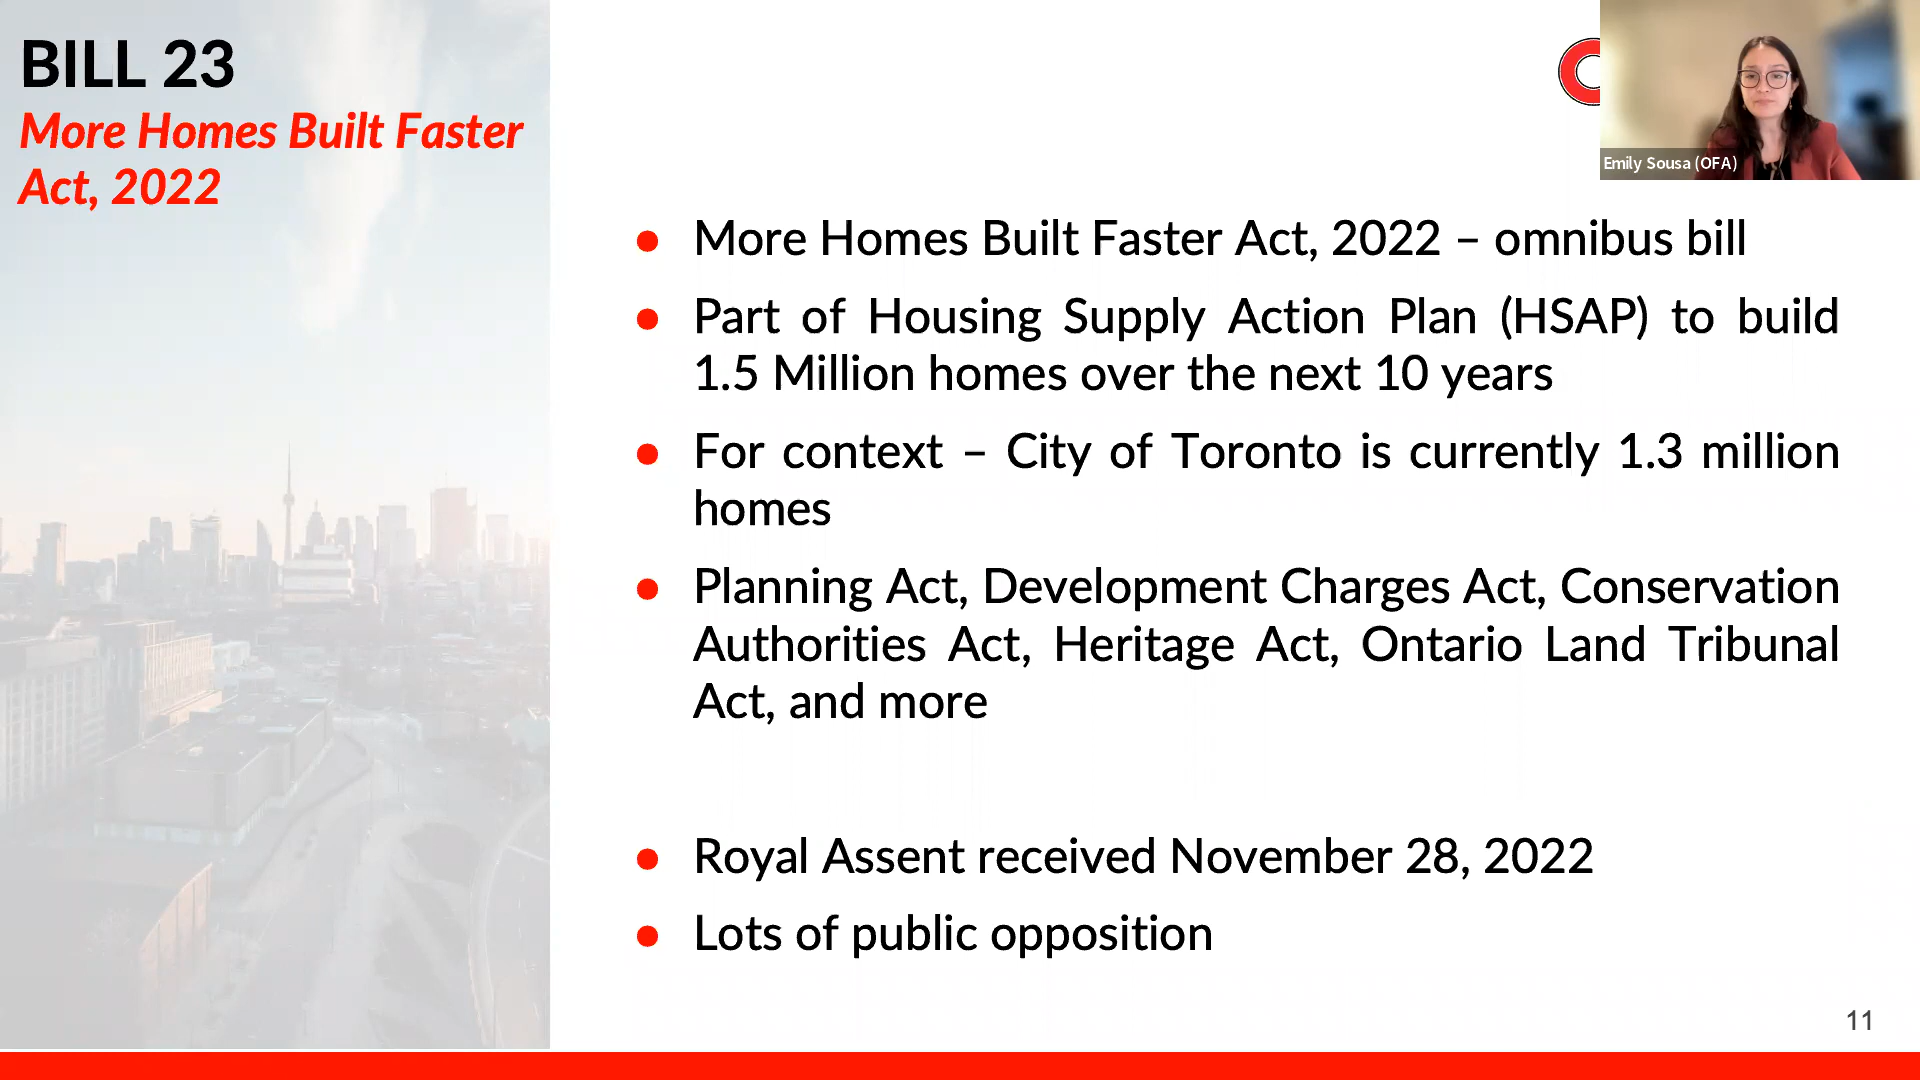 BILL 23
More Homes Built Faster
Act, 2022
Emily Sousa (OFA)
● More Homes Built Faster Act, 2022 – omnibus bill
● Part of Housing Supply Action Plan (HSAP) to build
1.5 Million homes over the next 10 years
● For context – City of Toronto is currently 1.3 million
homes
● Planning Act, Development Charges Act, Conservation
Authorities Act, Heritage Act, Ontario Land Tribunal
Act, and more
● Royal Assent received November 28, 2022
● Lots of public opposition
11